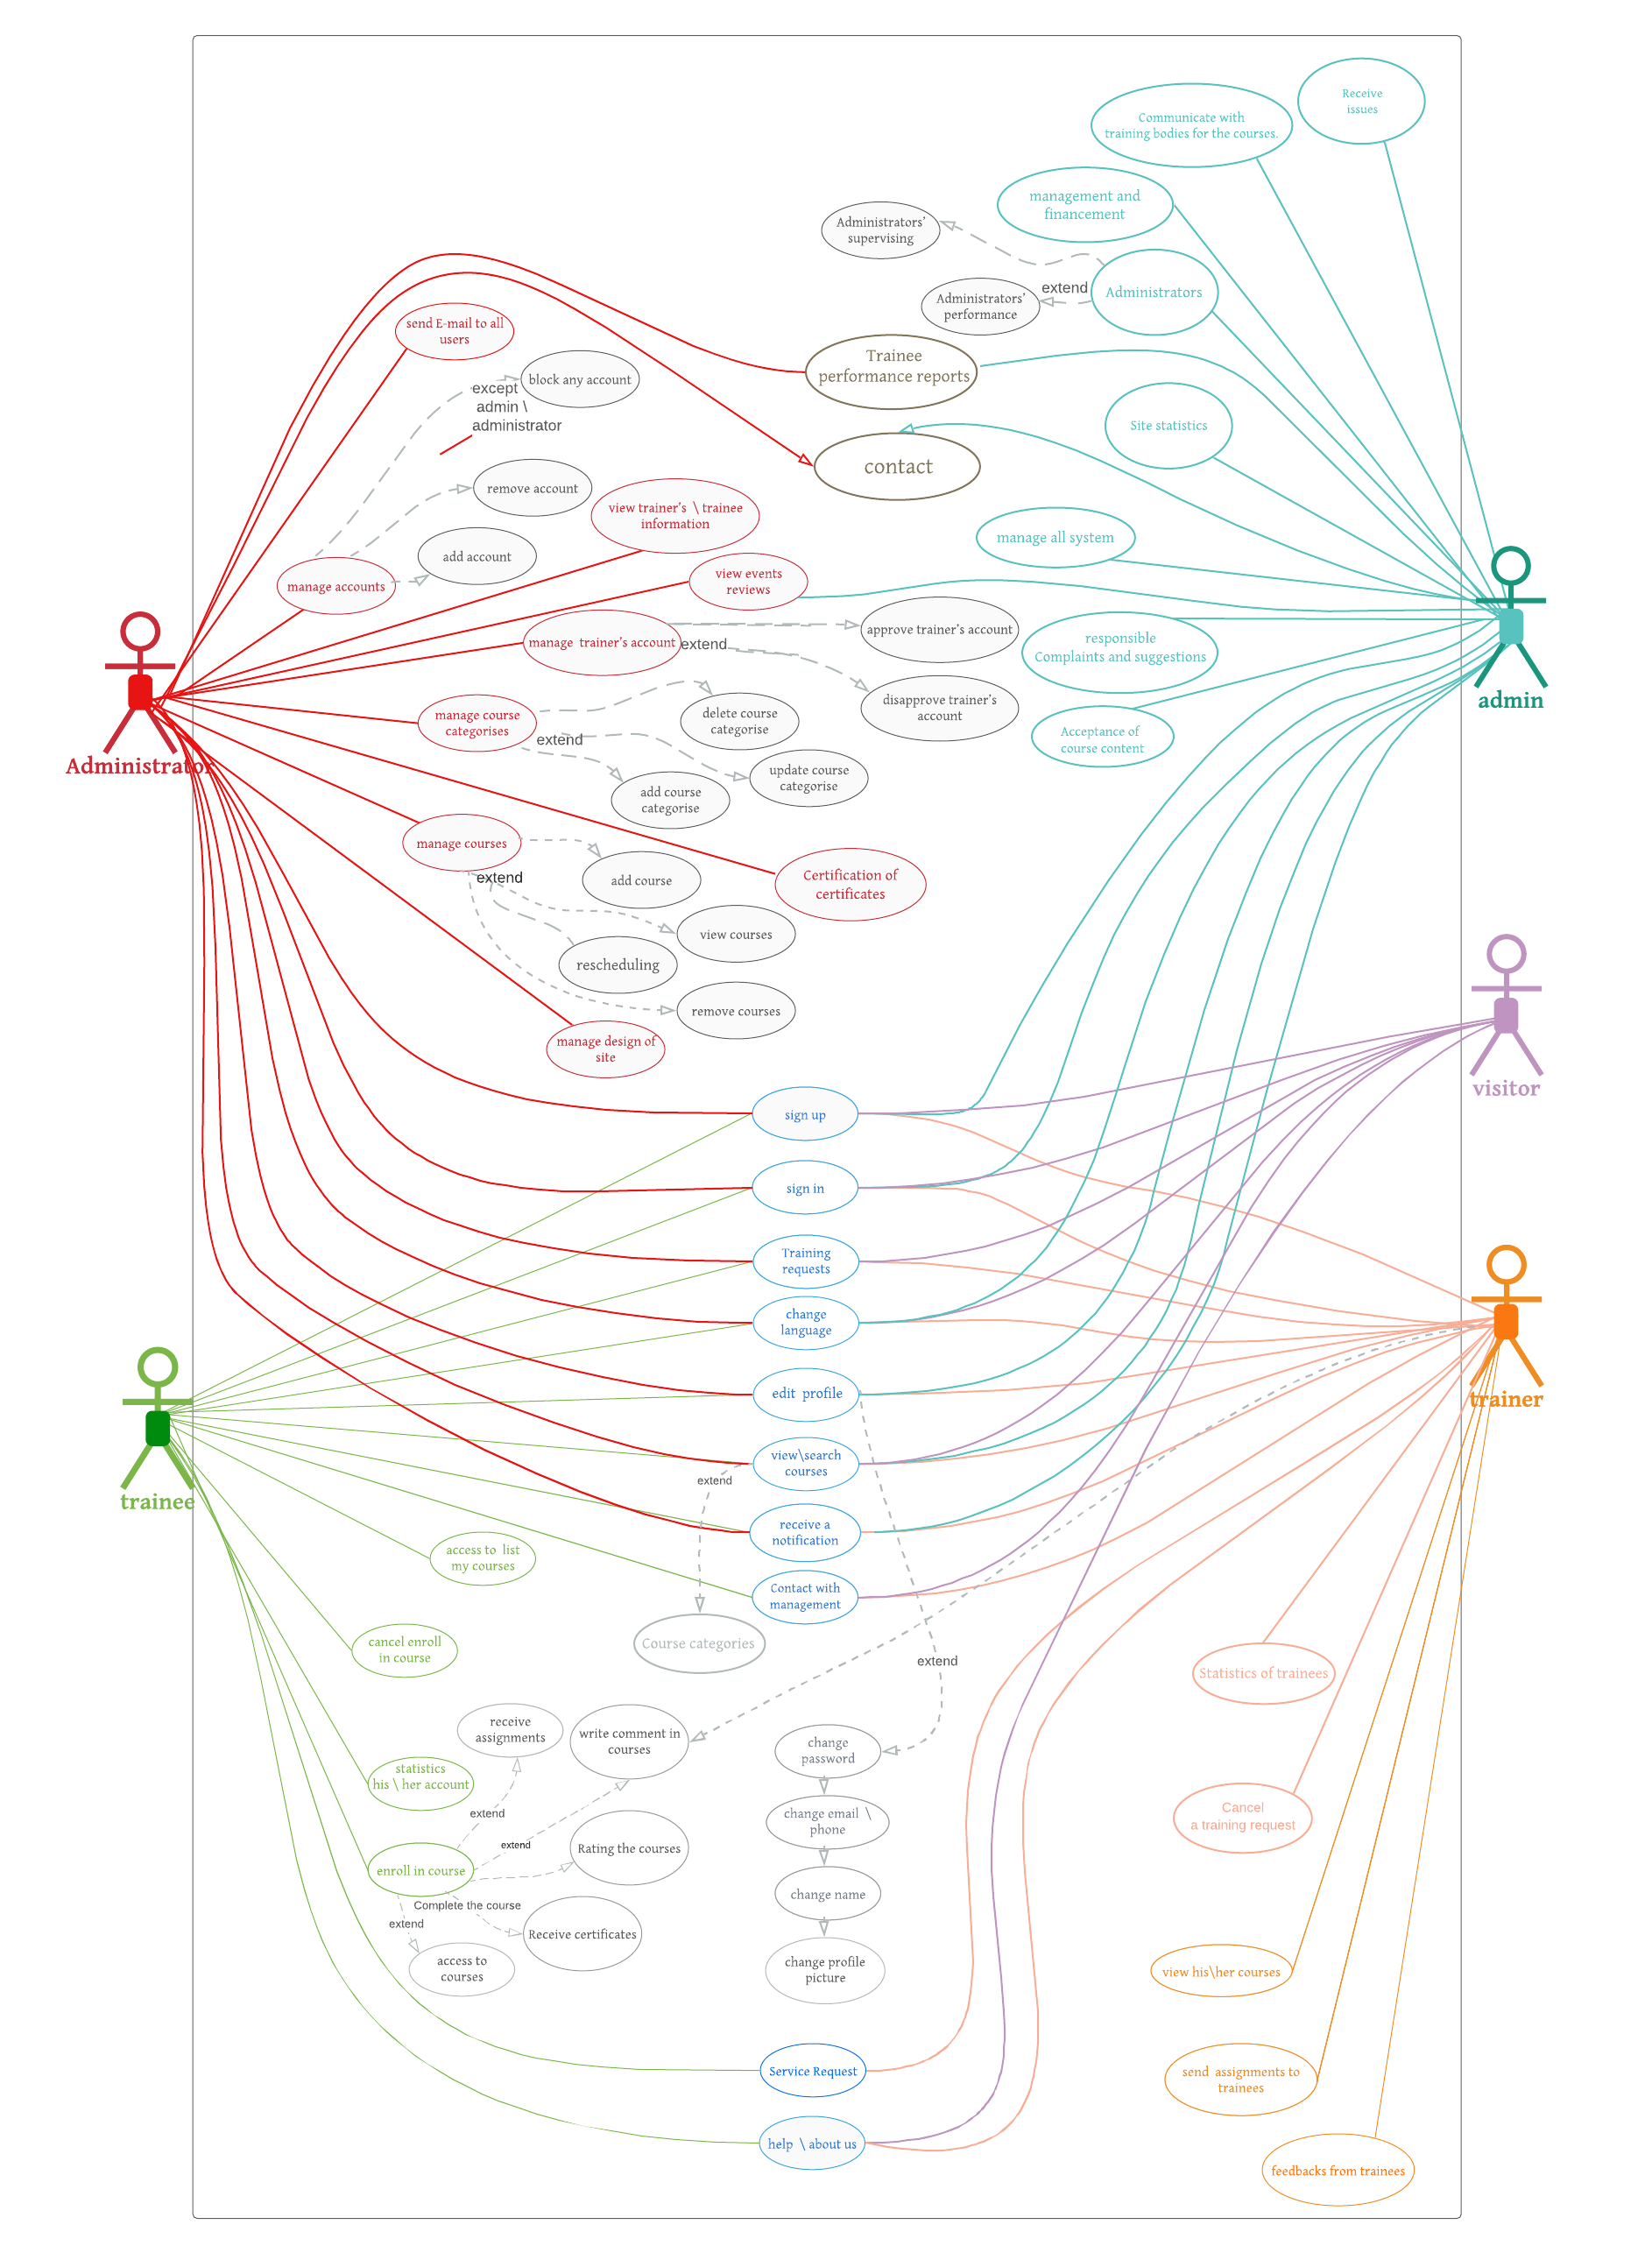 Receive
issues
Communicate with
training bodies for the courses.
management and
financement
Administrators'
supervising
Administrators
extend
Administrators'
performance
send E-mail to all
users
Trainee
performance reports
block any account
except
admin \
administrator
Site statistics
contact
remove account
view trainer's \ trainee
information
manage all system
add account
manage accounts
view events
reviews
approve trainer's account
manage trainer's account
extend
responsible
Complaints and suggestions
admin
disapprove trainer's
account
manage course
categorises
delete course
categorise
extend
Acceptance of
course content
Administrator
update course
categorise
add course
categorise
manage courses
extend
add course
Certification of
certificates
view courses
rescheduling
remove courses
manage design of
site
visitor
sign up
sign in
Training
requests
change
language
edit profile
trainer
view\search
courses
extend
trainee
receive a
notification
access to list
my courses
Contact with
management
cancel enroll
in course
Course categories
extend
Statistics of trainees
receive
assignments
write comment in
courses
change
password
statistics
his \ her account
extend
change email \
phone
Cancel
a training request
extend
Rating the courses
enroll in course
change name
Complete the course
extend
Receive certificates
access to
courses
change profile
picture
view his\her courses
Service Request
send assignments to
trainees
help \ about us
feedbacks from trainees